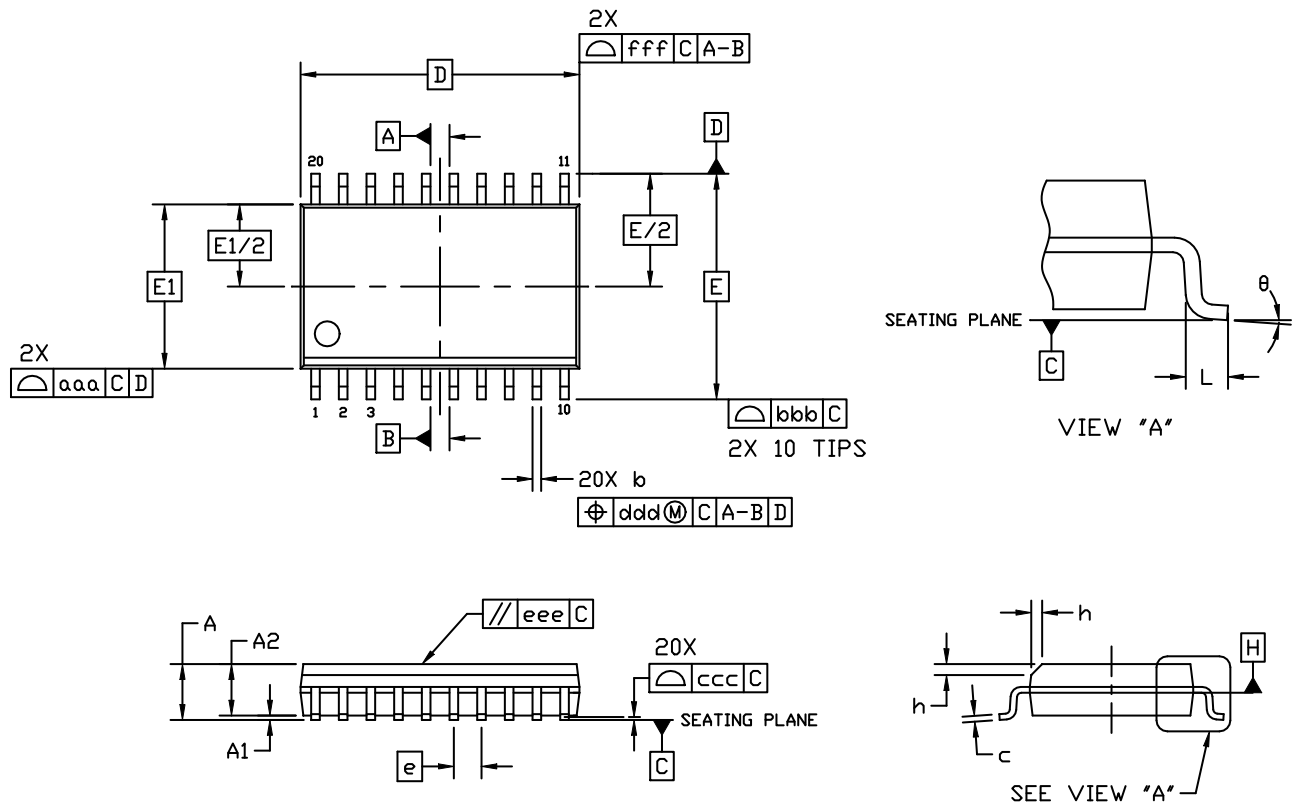 2X
fff C A-B
D
A
D
20
11
E1/2
E/2
E1
E
2X
aaa C D
1 2 3
10
B
bbb C
2X 10 TIPS
20X b
ddd Ⓜ C A-B D
θ
SEATING PLANE
C
L
VIEW "A"
// eee C
A
A2
20X
ccc C
SEATING PLANE
A1
e
C
h
H
h
c
SEE VIEW "A"